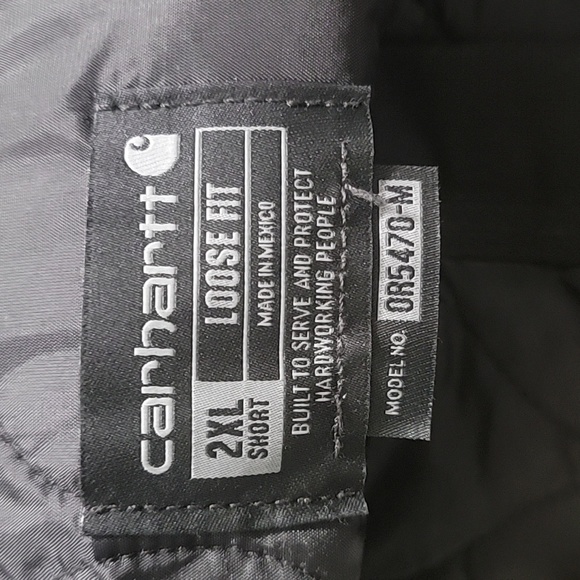 carhartt
2XL
SHORT
LOOSE FIT
MADE IN MEXICO
BUILT TO SERVE AND PROTECT
HARDWORKING PEOPLE
MODEL NO. OR5470-M